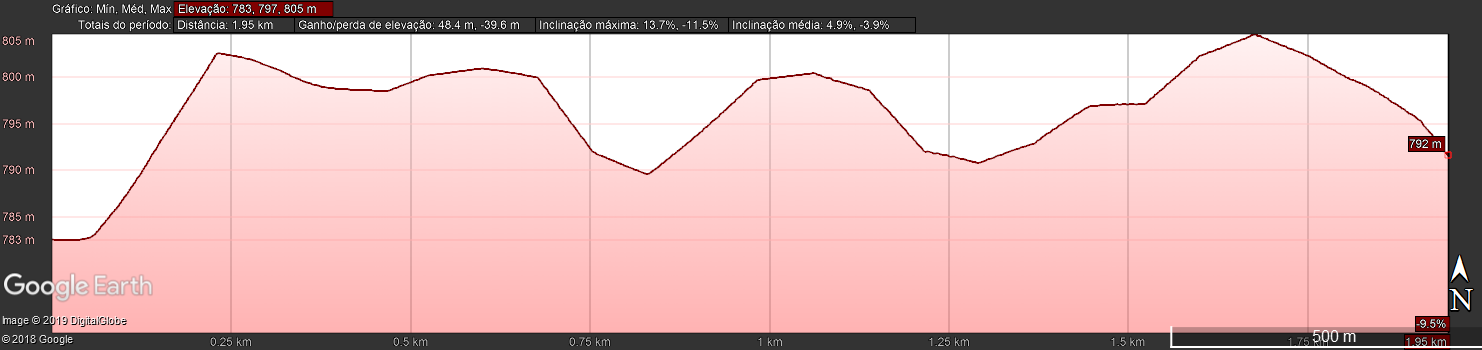 Gráfico: Mín, Méd, Max Elevação: 783, 797, 805 m
Totais do período: Distância: 1.95 km Ganho/perda de elevação: 48.4 m, -39.6 m Inclinação máxima: 13.7%, -11.5% Inclinação média: 4.9%, -3.9%
805 m
800 m
795 m
792 m
790 m
785 m
783 m
Google Earth
N
Image © 2019 DigitalGlobe
-9.5%
© 2018 Google
500 m
0.25 km 0.5 km 0.75 km 1 km 1.25 km 1.5 km 1.75 km 1.95 km